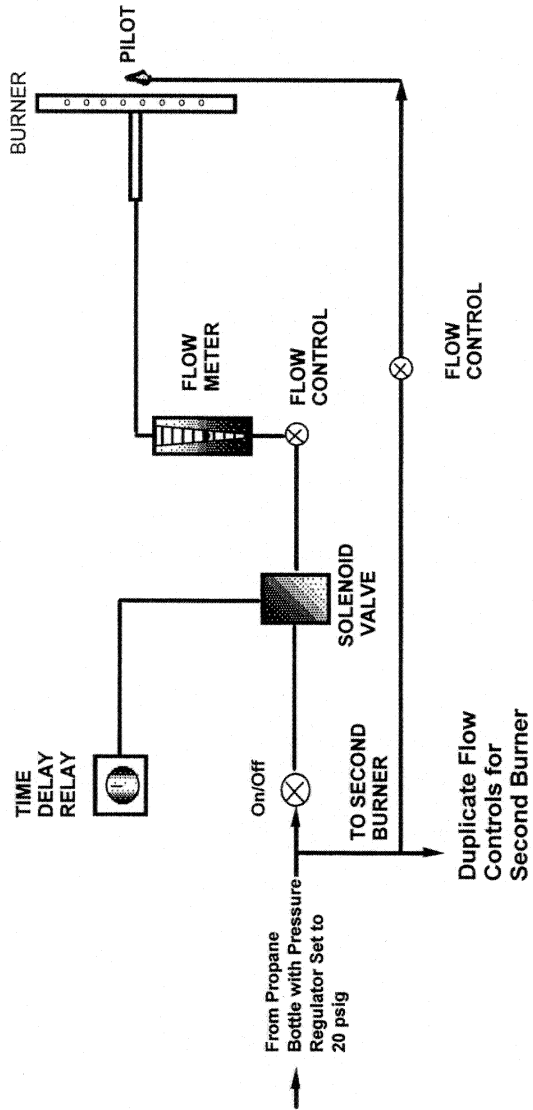 BURNER
PILOT
FLOW
METER
FLOW
CONTROL
FLOW
CONTROL
TIME
DELAY
RELAY
SOLENOID
VALVE
On/Off
TO SECOND
BURNER
From Propane
Bottle with Pressure
Regulator Set to
20 psig
Duplicate Flow
Controls for
Second Burner